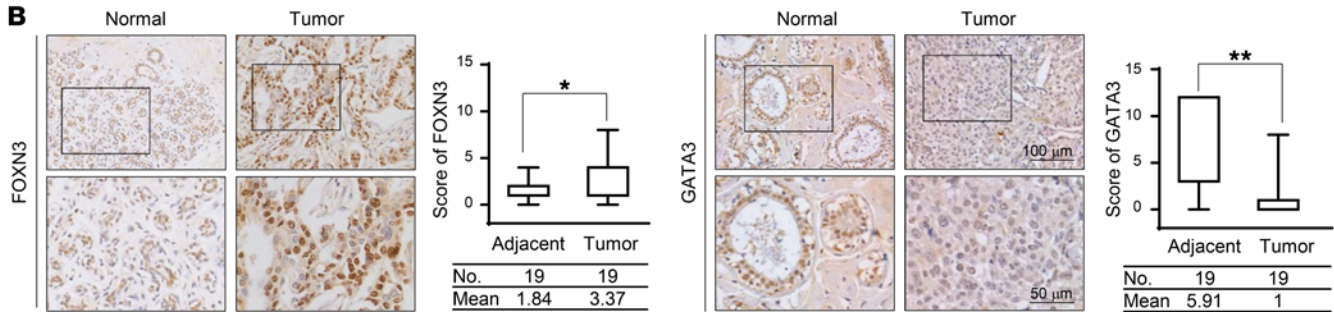 B
Normal Tumor
FOXN3
Score of FOXN3
15
10
5
0
*
Adjacent Tumor
No. 19 19
Mean 1.84 3.37
Normal Tumor
GATA3
100 μm
50 μm
Score of GATA3
15
10
5
0
**
Adjacent Tumor
No. 19 19
Mean 5.91 1